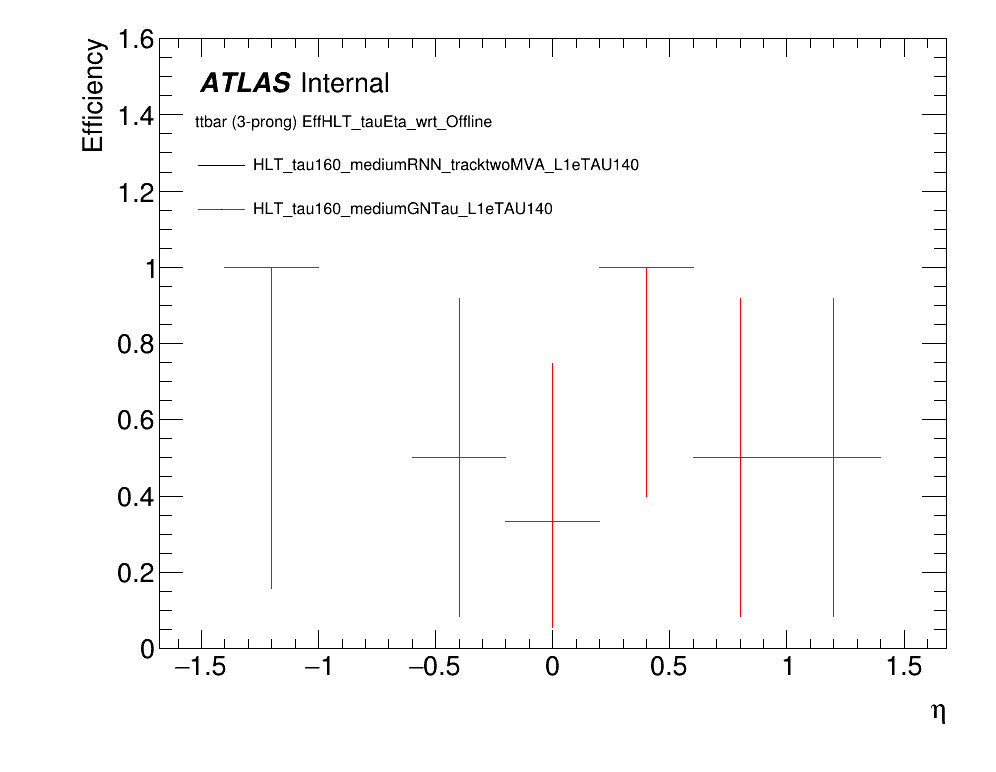 Efficiency
1.6
1.4
1.2
1
0.8
0.6
0.4
0.2
0
ATLAS Internal
ttbar (3-prong) EffHLT_tauEta_wrt_Offline
HLT_tau160_mediumRNN_tracktwoMVA_L1eTAU140
HLT_tau160_mediumGNTau_L1eTAU140
−1.5 −1 −0.5 0 0.5 1 1.5
η